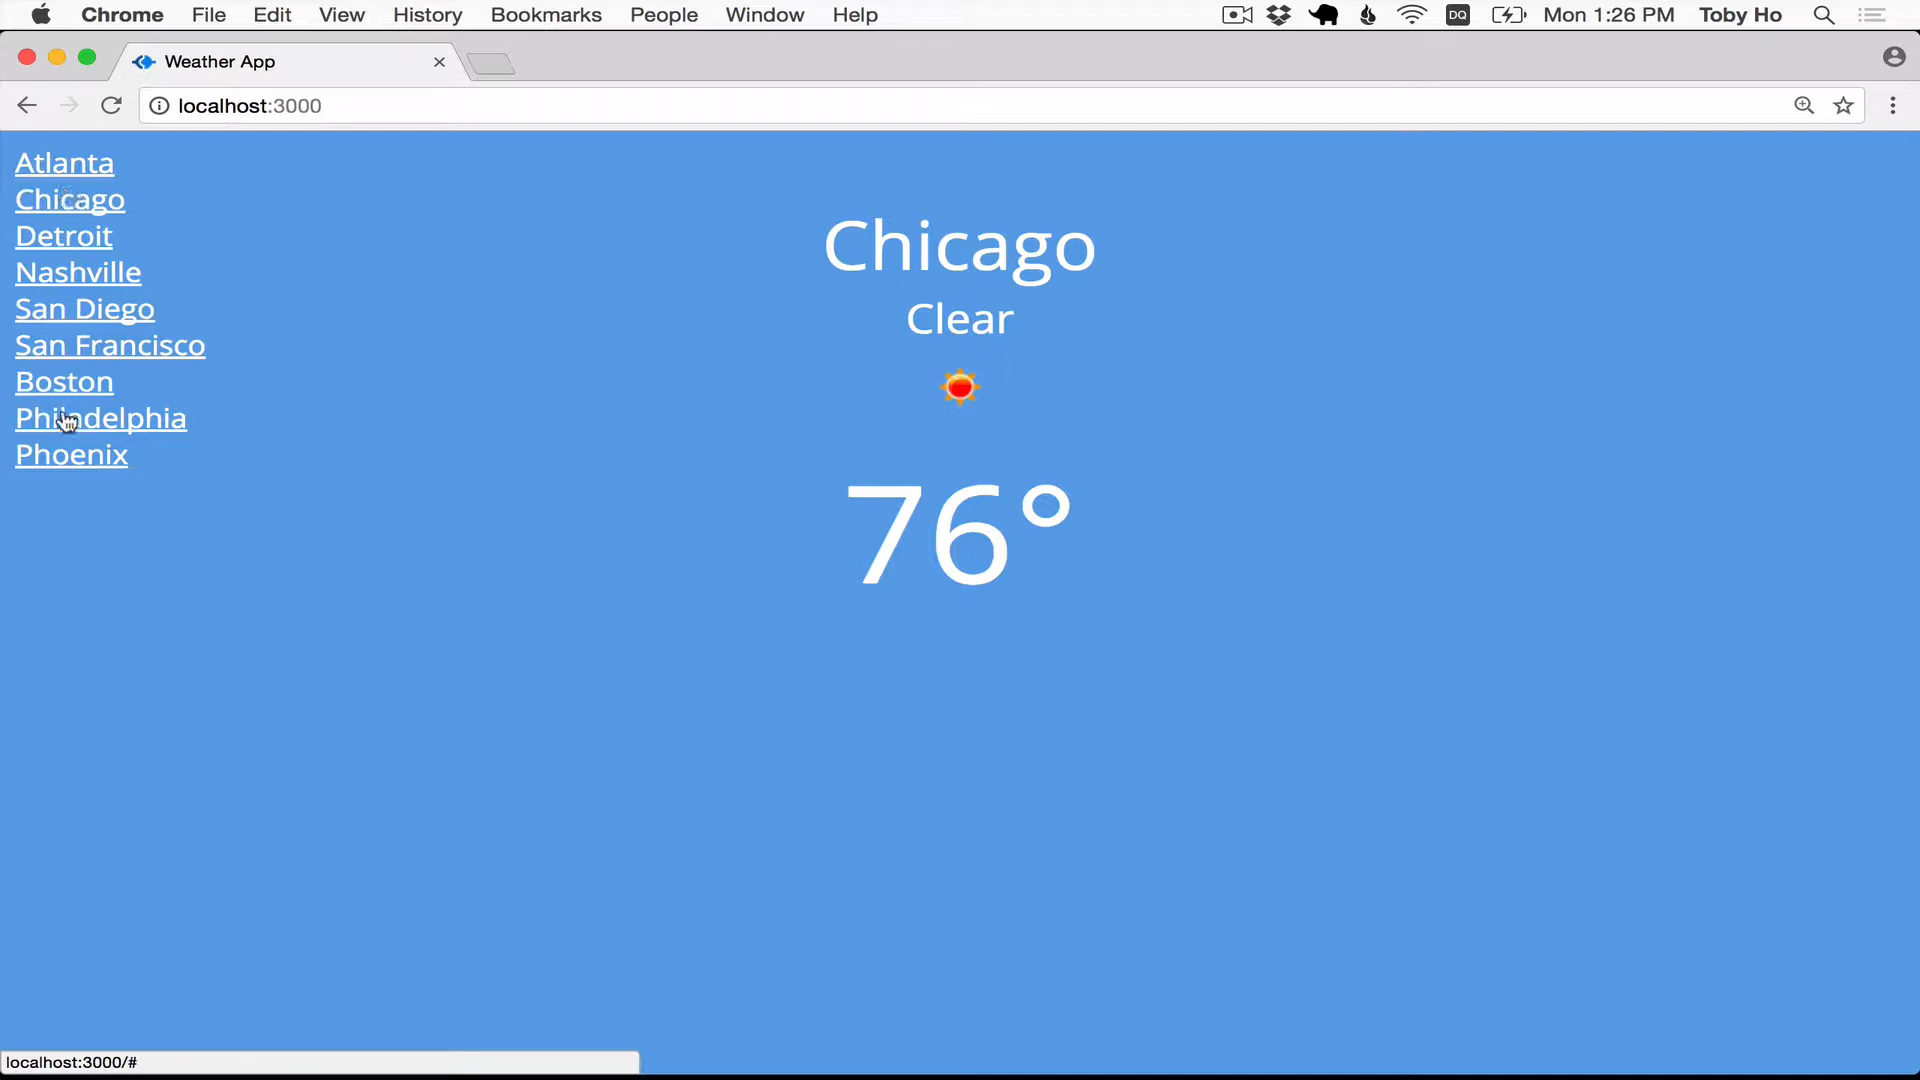 Chrome File Edit View History Bookmarks People Window Help DQ Mon 1:26 PM Toby Ho
Weather App
localhost:3000
Atlanta
Chicago
Detroit
Nashville
San Diego
San Francisco
Boston
Philadelphia
Phoenix
Chicago
Clear
76°
localhost:3000/#